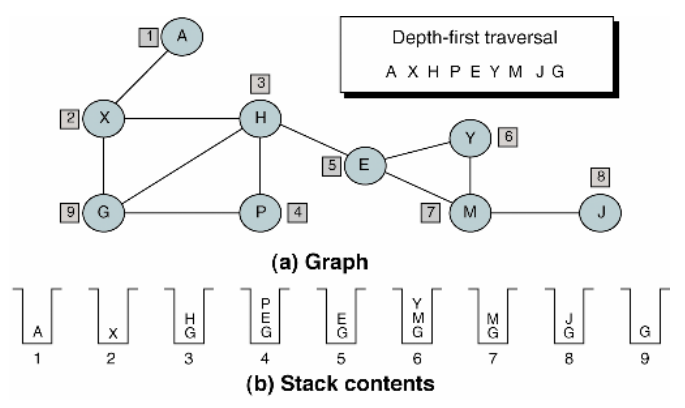 Depth-first traversal
A X H P E Y M J G
1 A
3
2 X
H
Y 6
5 E
8
9 G
P 4
7 M
J
(a) Graph
A
1
X
2
H
G
3
P
E
G
4
E
G
5
Y
M
G
6
M
G
7
J
G
8
G
9
(b) Stack contents